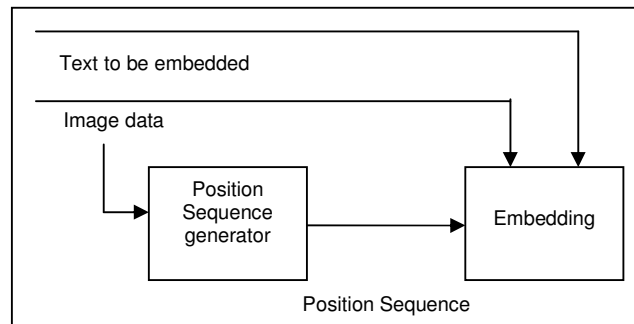 Text to be embedded
Image data
Position
Sequence
generator
Embedding
Position Sequence